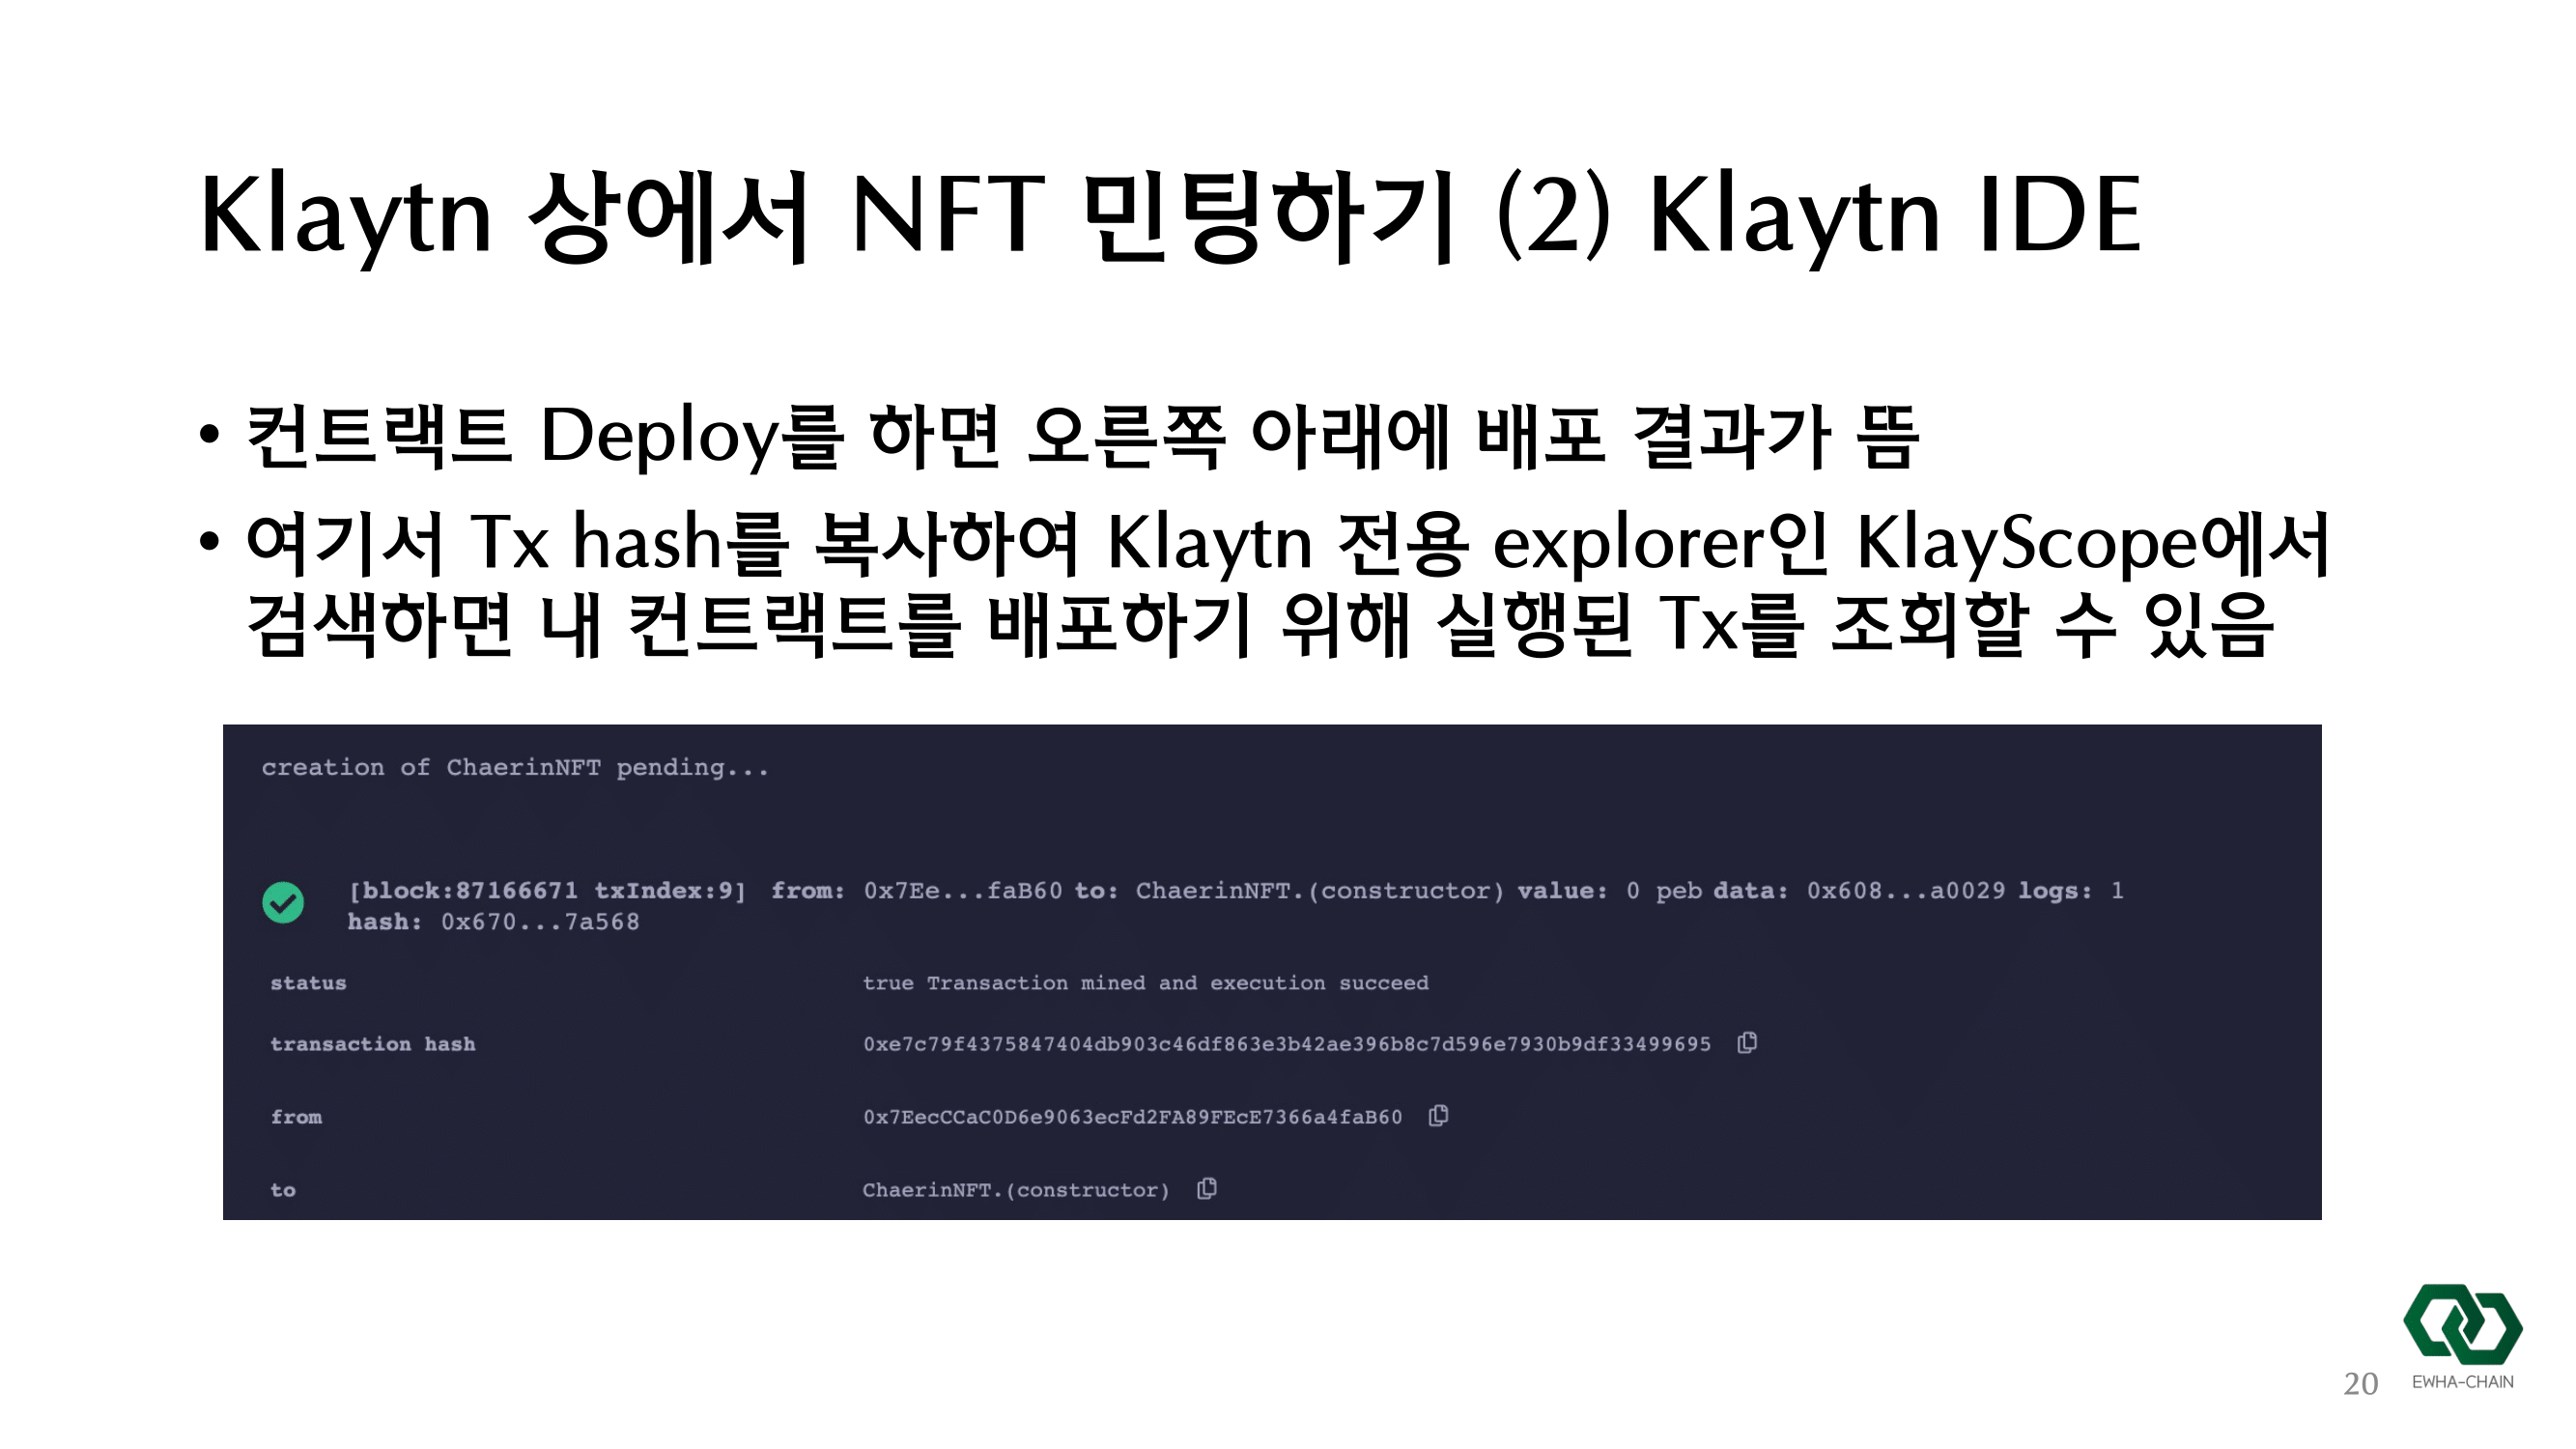 Klaytn 상에서 NFT 민팅하기 (2) Klaytn IDE
• 컨트랙트 Deploy를 하면 오른쪽 아래에 배포 결과가 뜸
• 여기서 Tx hash를 복사하여 Klaytn 전용 explorer인 KlayScope에서
검색하면 내 컨트랙트를 배포하기 위해 실행된 Tx를 조회할 수 있음
creation of ChaerinNFT pending...
[block:87166671 txIndex:9] from: 0x7Ee...faB60 to: ChaerinNFT.(constructor) value: 0 peb data: 0x608...a0029 logs: 1
hash: 0x670...7a568
status true Transaction mined and execution succeed
transaction hash 0xe7c79f4375847404db903c46df863e3b42ae396b8c7d596e7930b9df33499695
from 0x7EecCCaC0D6e9063ecFd2FA89FEcE7366a4faB60
to ChaerinNFT.(constructor)
20
EWHA-CHAIN